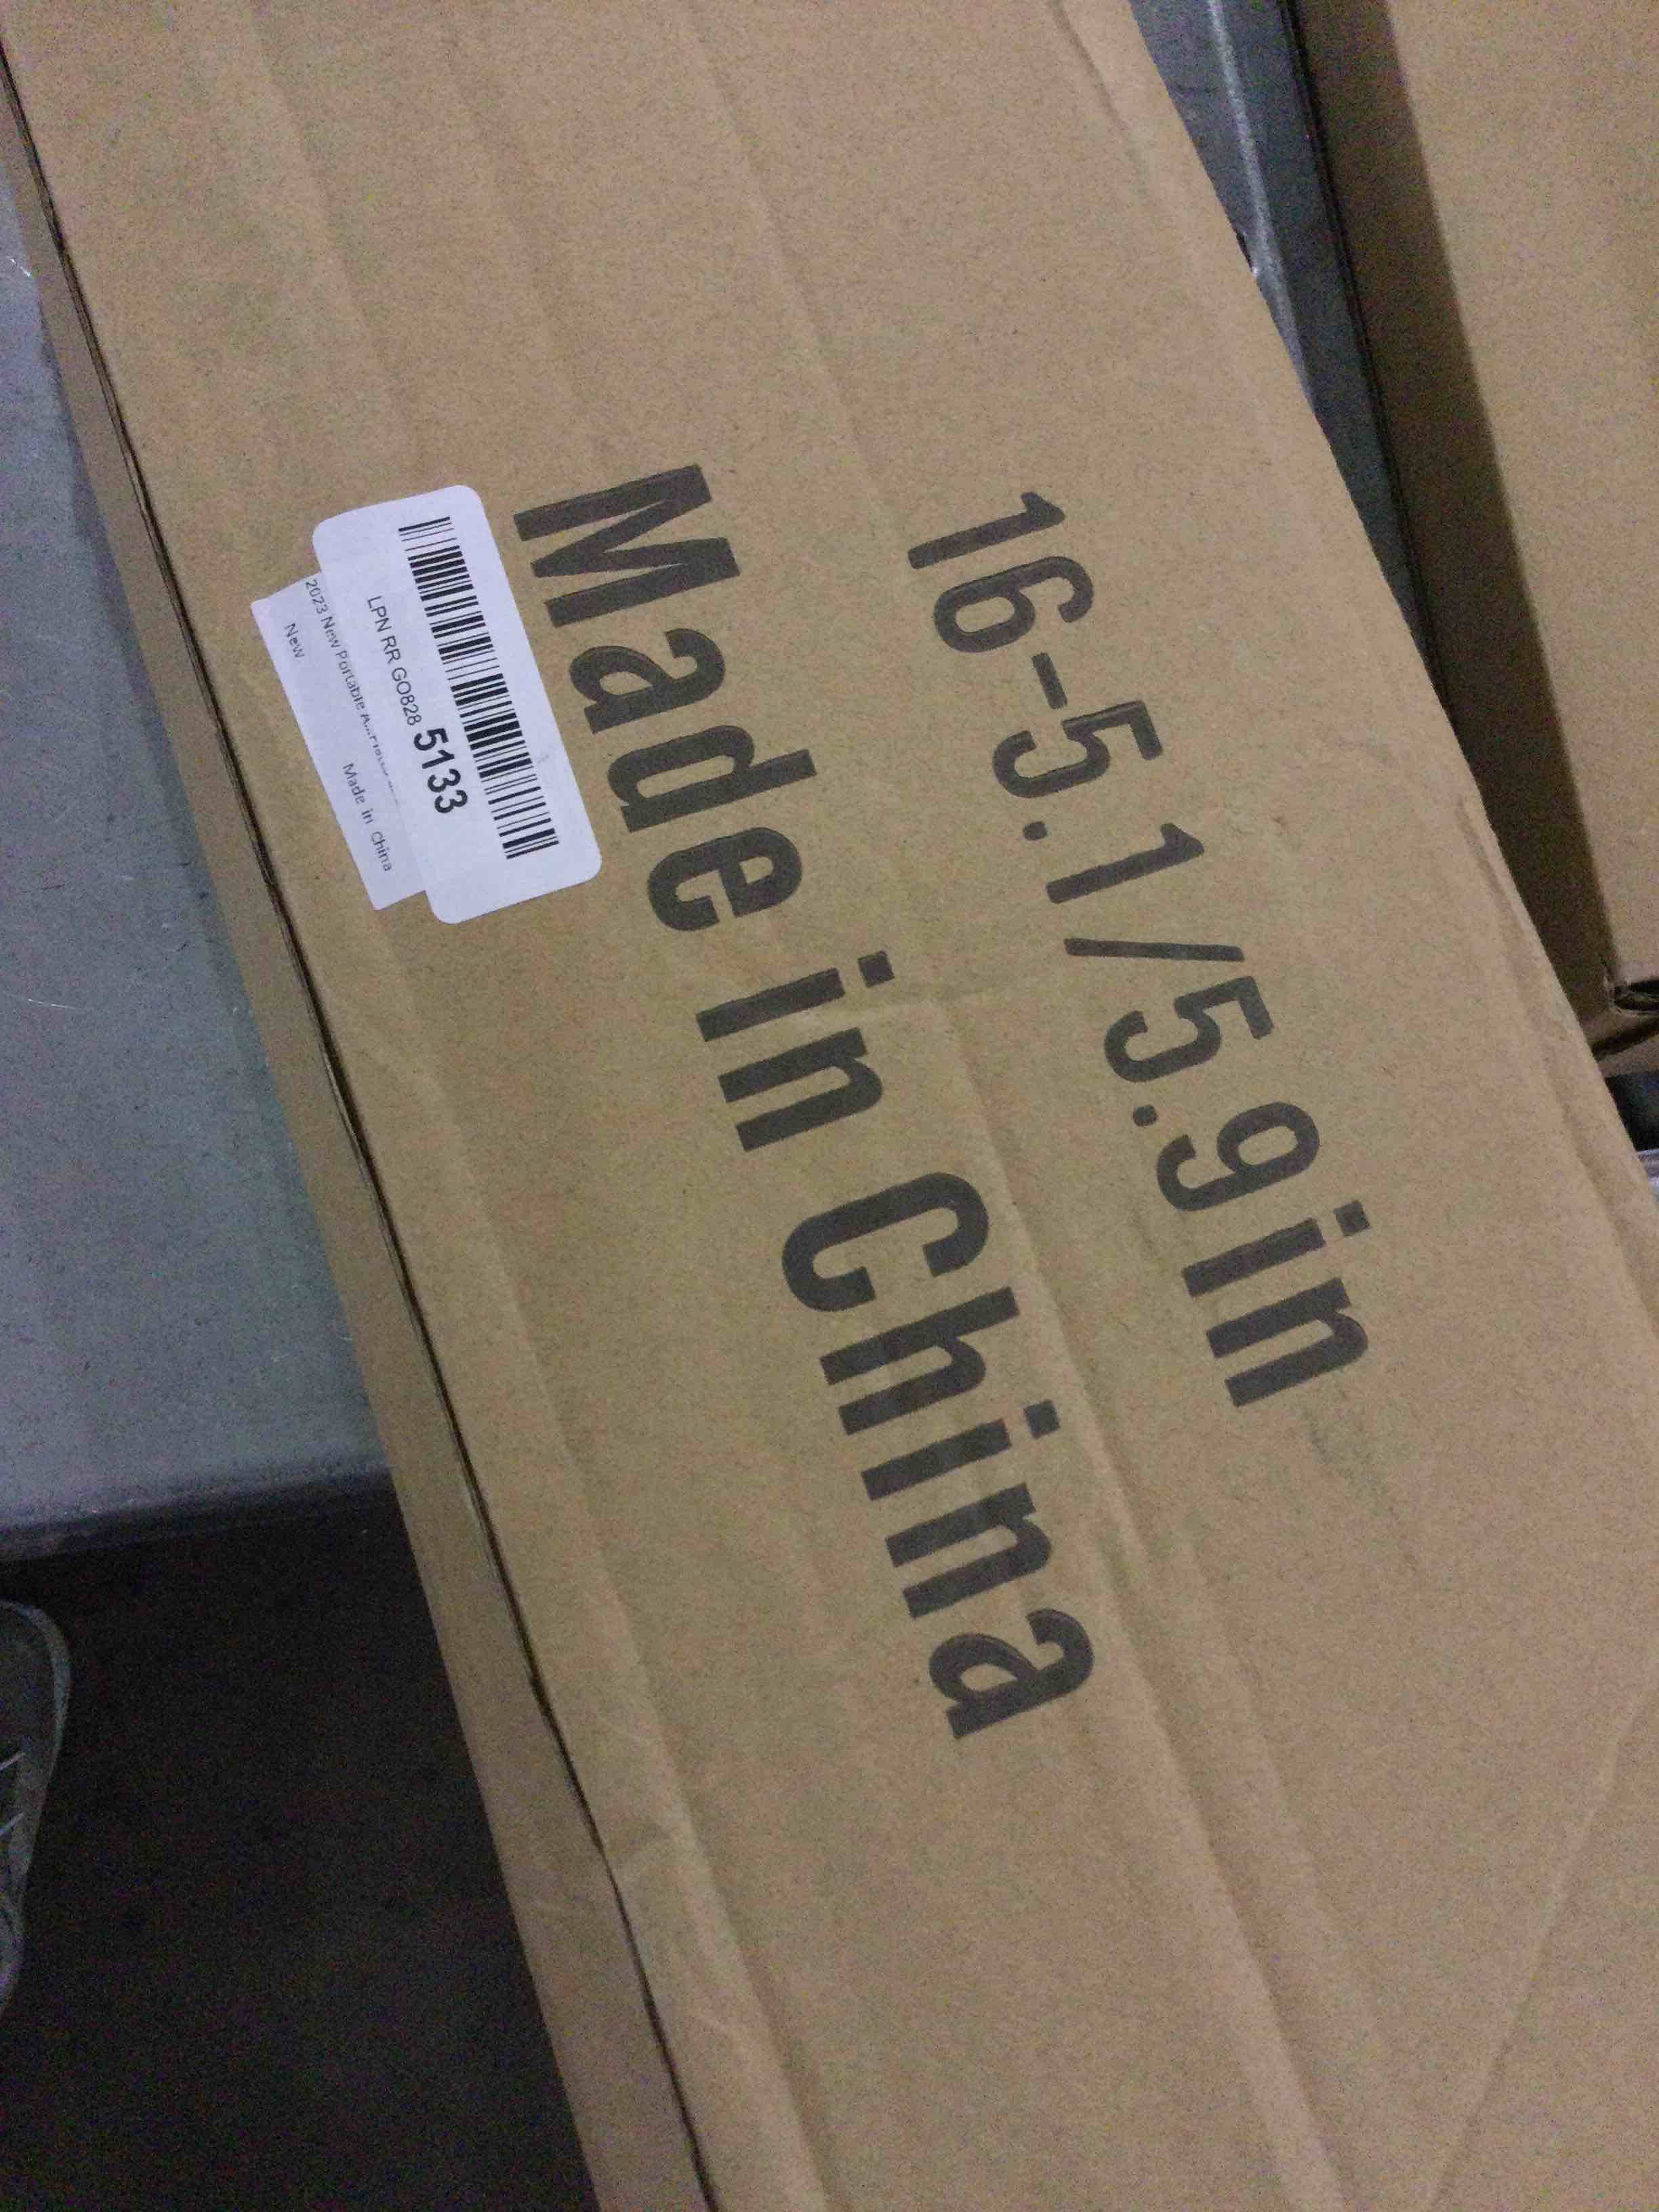 16-5.1/5.9in
Made in China
LPN RR GO828 5133
2023 New Portable
New
Made in China